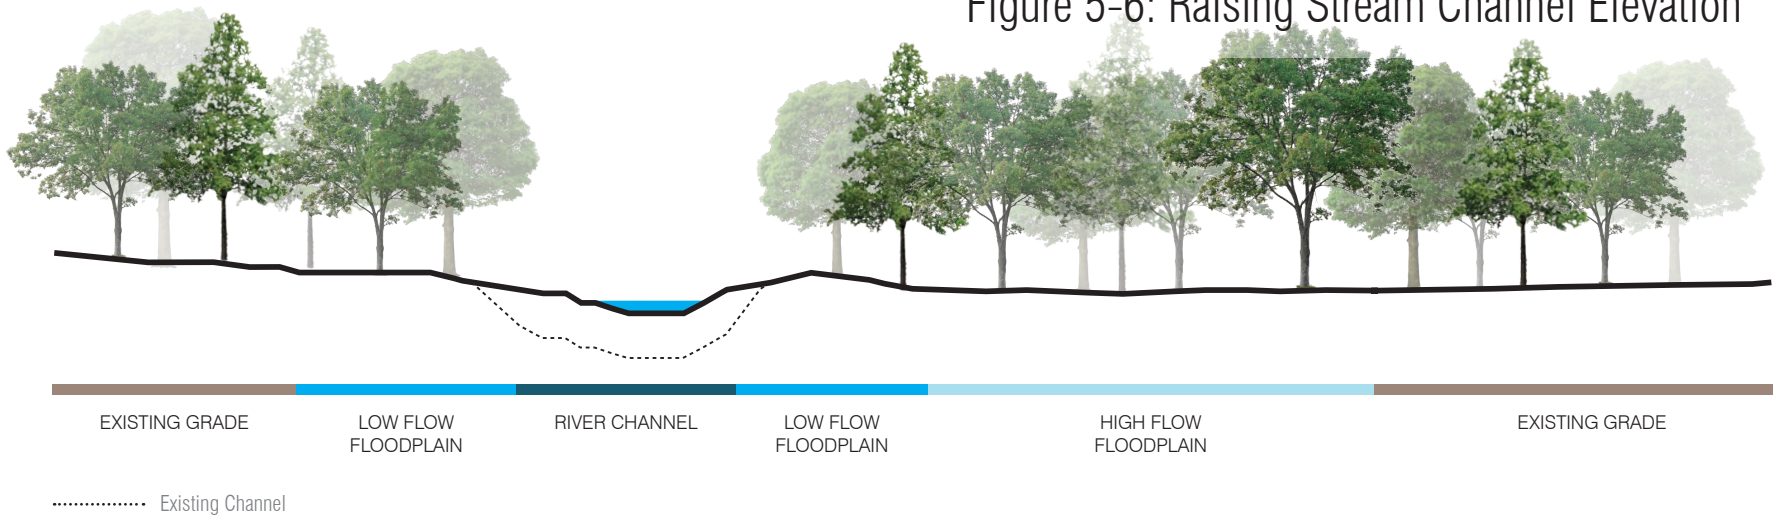 Figure 5-6: Raising Stream Channel Elevation
EXISTING GRADE
LOW FLOW
FLOODPLAIN
RIVER CHANNEL
LOW FLOW
FLOODPLAIN
HIGH FLOW
FLOODPLAIN
EXISTING GRADE
Existing Channel